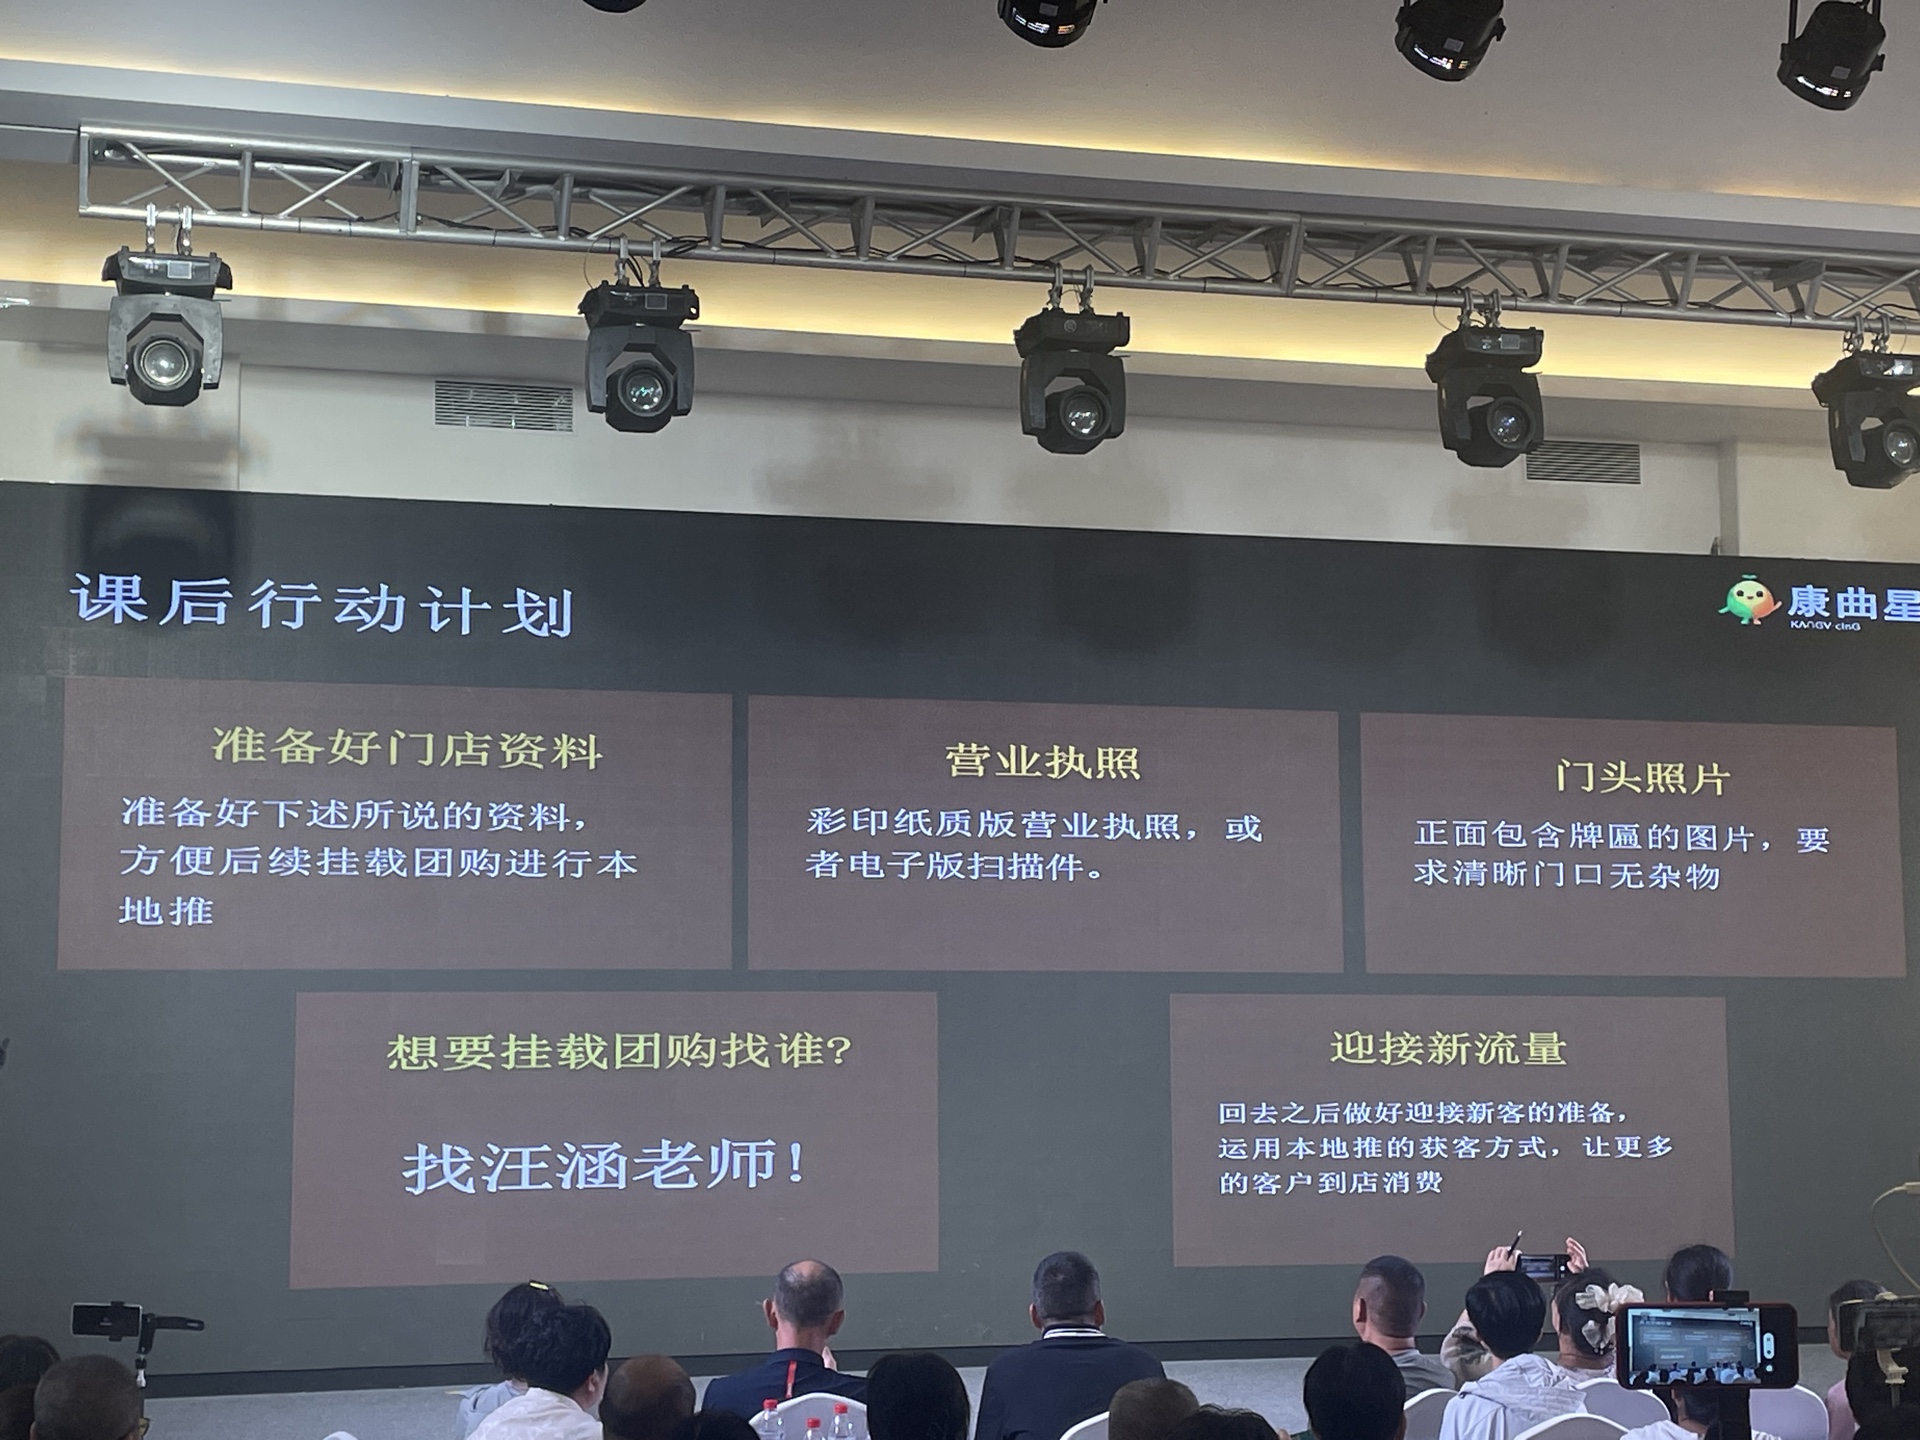 课后行动计划
康曲星
KANGV cinG
准备好门店资料
准备好下述所说的资料，
方便后续挂载团购进行本
地推
营业执照
彩印纸质版营业执照，或
者电子版扫描件。
门头照片
正面包含牌匾的图片，要
求清晰门口无杂物
想要挂载团购找谁?
找汪涵老师!
迎接新流量
回去之后做好迎接新客的准备，
运用本地推的获客方式，让更多
的客户到店消费